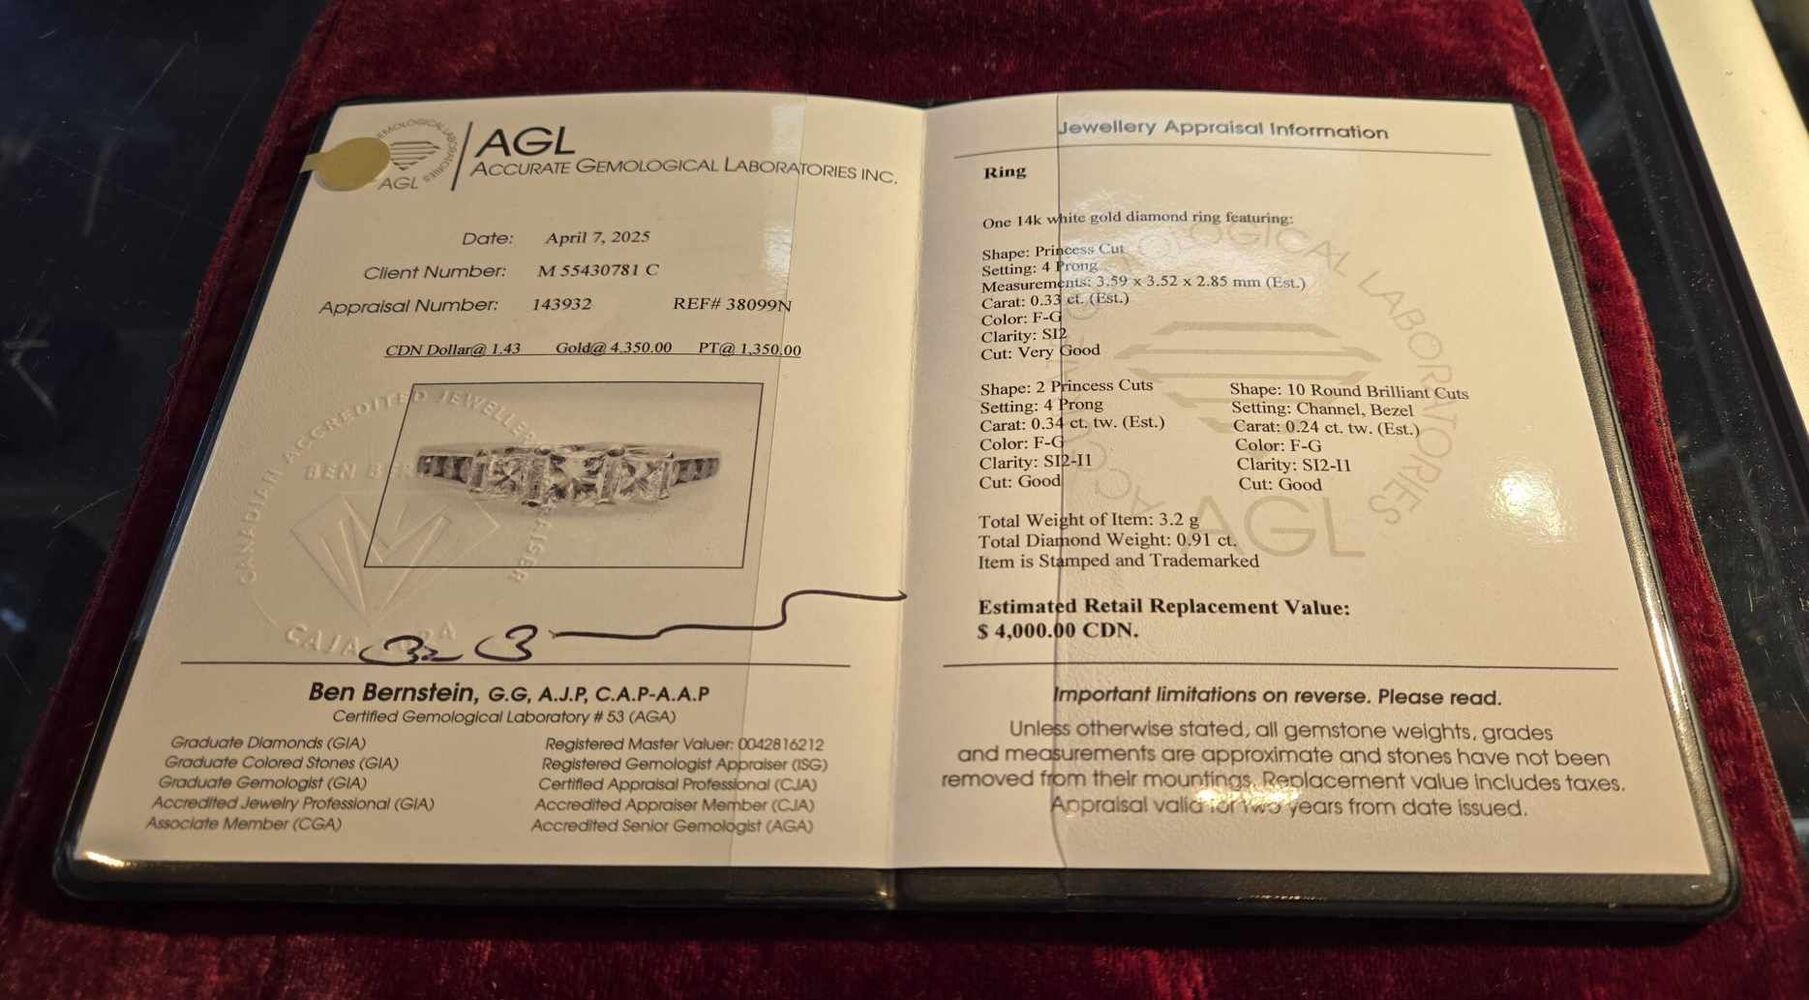 AGL
AGL
ACCURATE GEMOLOGICAL LABORATORIES INC.
Date: April 7, 2025
Client Number: M 55430781 C
Appraisal Number: 143932 REF# 38099N
CDN Dollar@ 1.43 Gold@ 4,350.00 PT@ 1,350.00
CANADIAN ACCREDITED JEWELLERY APPRAISER
BEN BER
CAJA
Ben Bernstein, G.G, A.J.P, C.A.P-A.A.P
Certified Gemological Laboratory # 53 (AGA)
Graduate Diamonds (GIA)
Graduate Colored Stones (GIA)
Graduate Gemologist (GIA)
Accredited Jewelry Professional (GIA)
Associate Member (CGA)
Registered Master Valuer: 0042816212
Registered Gemologist Appraiser (ISG)
Certified Appraisal Professional (CJA)
Accredited Appraiser Member (CJA)
Accredited Senior Gemologist (AGA)
Jewellery Appraisal Information
Ring
One 14k white gold diamond ring featuring:
Shape: Princess Cut
Setting: 4 Prong
Measurements: 3.59 x 3.52 x 2.85 mm (Est.)
Carat: 0.33 ct. (Est.)
Color: F-G
Clarity: SI2
Cut: Very Good
Shape: 2 Princess Cuts
Setting: 4 Prong
Carat: 0.34 ct. tw. (Est.)
Color: F-G
Clarity: SI2-I1
Cut: Good
Shape: 10 Round Brilliant Cuts
Setting: Channel, Bezel
Carat: 0.24 ct. tw. (Est.)
Color: F-G
Clarity: SI2-I1
Cut: Good
AGL
Total Weight of Item: 3.2 g
Total Diamond Weight: 0.91 ct.
Item is Stamped and Trademarked
Estimated Retail Replacement Value:
$ 4,000.00 CDN.
Important limitations on reverse. Please read.
Unless otherwise stated, all gemstone weights, grades
and measurements are approximate and stones have not been
removed from their mountings. Replacement value includes taxes.
Appraisal valid for two years from date issued.